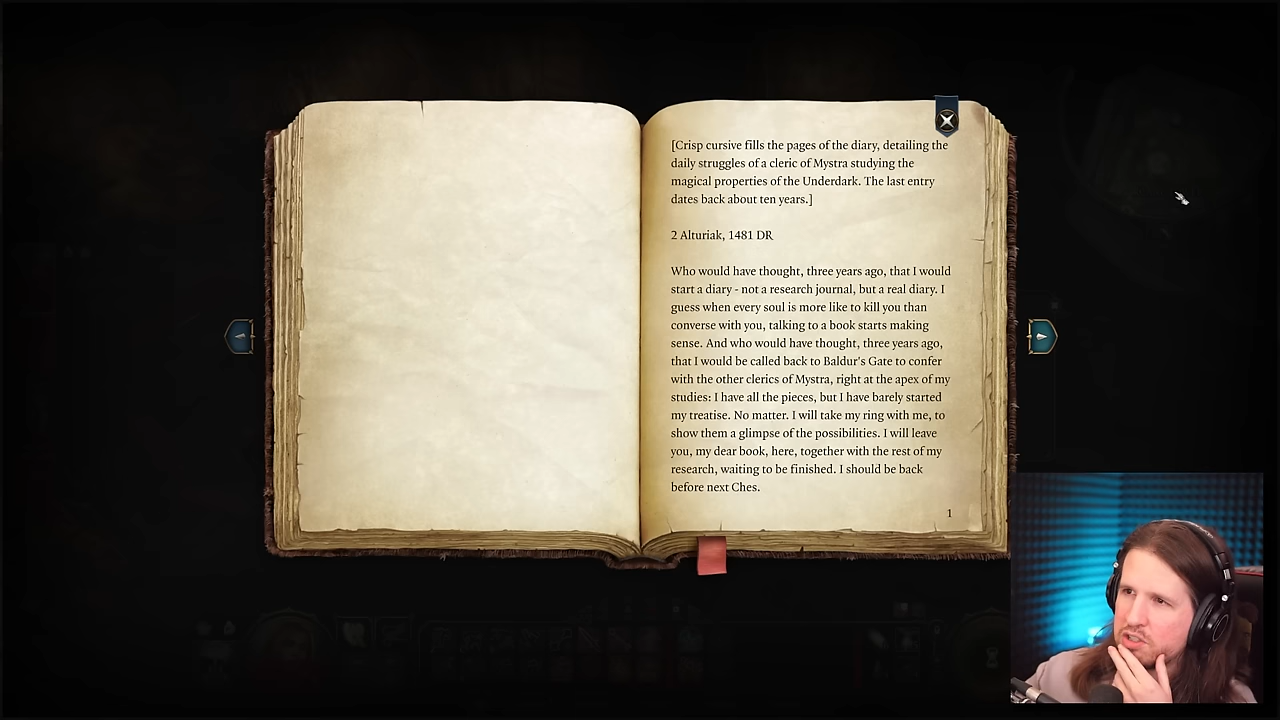 [Crisp cursive fills the pages of the diary, detailing the
daily struggles of a cleric of Mystra studying the
magical properties of the Underdark. The last entry
dates back about ten years.]
2 Alturiak, 1481 DR
Who would have thought, three years ago, that I would
start a diary - not a research journal, but a real diary. I
guess when every soul is more like to kill you than
converse with you, talking to a book starts making
sense. And who would have thought, three years ago,
that I would be called back to Baldur's Gate to confer
with the other clerics of Mystra, right at the apex of my
studies: I have all the pieces, but I have barely started
my treatise. No matter. I will take my ring with me, to
show them a glimpse of the possibilities. I will leave
you, my dear book, here, together with the rest of my
research, waiting to be finished. I should be back
before next Ches.
1